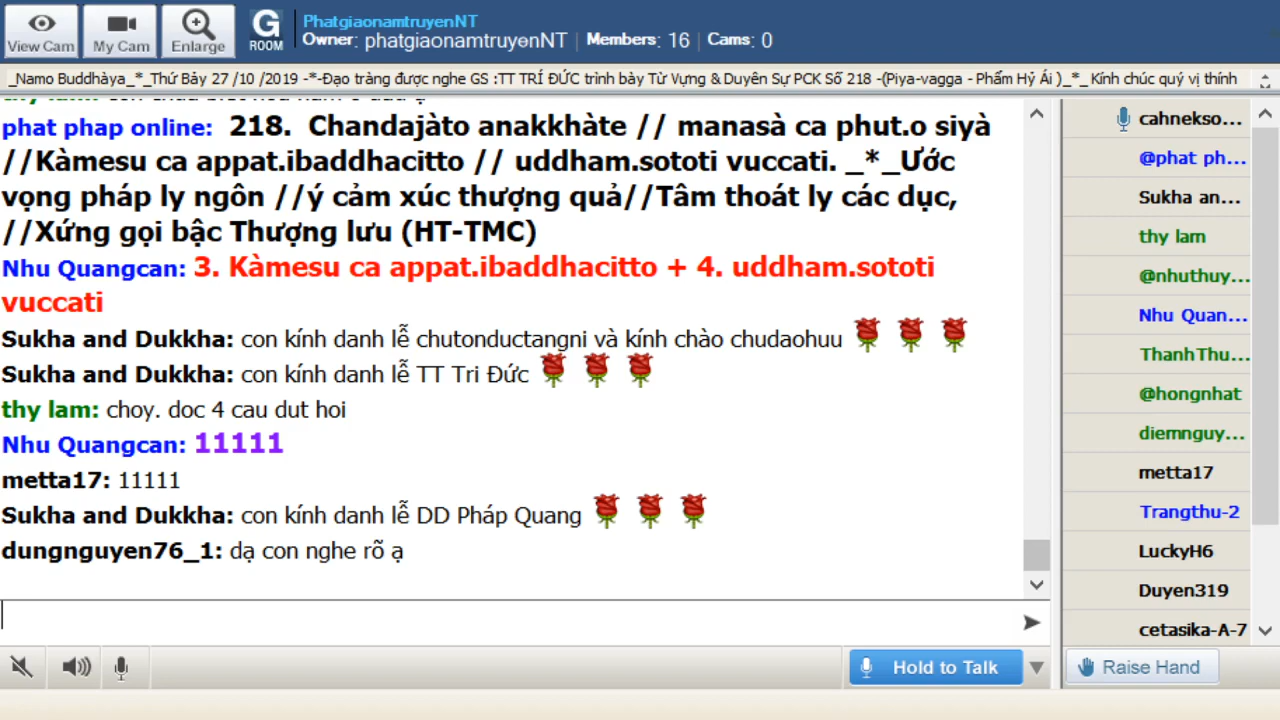 View Cam
My Cam
Enlarge
G
ROOM
PhatgiaonamtruyenNT
Owner: phatgiaonamtruyenNT | Members: 16 | Cams: 0
_Namo Buddhàya_*_Thứ Bảy 27 /10 /2019 -*-Đạo tràng được nghe GS :TT TRÍ ĐỨC trình bày Từ Vựng & Duyên Sự PCK Số 218 -(Piya-vagga - Phẩm Hỷ Ái )_*_ Kính chúc quý vị thính
phat phap online: 218. Chandajàto anakkhàte // manasà ca phut.o siyà
//Kàmesu ca appat.ibaddhacitto // uddham.sototi vuccati. _*_Ước
vọng pháp ly ngôn //ý cảm xúc thượng quả//Tâm thoát ly các dục,
//Xứng gọi bậc Thượng lưu (HT-TMC)
Nhu Quangcan: 3. Kàmesu ca appat.ibaddhacitto + 4. uddham.sototi
vuccati
Sukha and Dukkha: con kính danh lễ chutonductangni và kính chào chudaohuu
Sukha and Dukkha: con kính danh lễ TT Tri Đức
thy lam: choy. doc 4 cau dut hoi
Nhu Quangcan: 11111
metta17: 11111
Sukha and Dukkha: con kính danh lễ DD Pháp Quang
dungnguyen76_1: dạ con nghe rõ ạ
Hold to Talk
cahnekso...
@phat ph...
Sukha an...
thy lam
@nhuthuy...
Nhu Quan...
ThanhThu...
@hongnhat
diemnguy...
metta17
Trangthu-2
LuckyH6
Duyen319
cetasika-A-7
Raise Hand